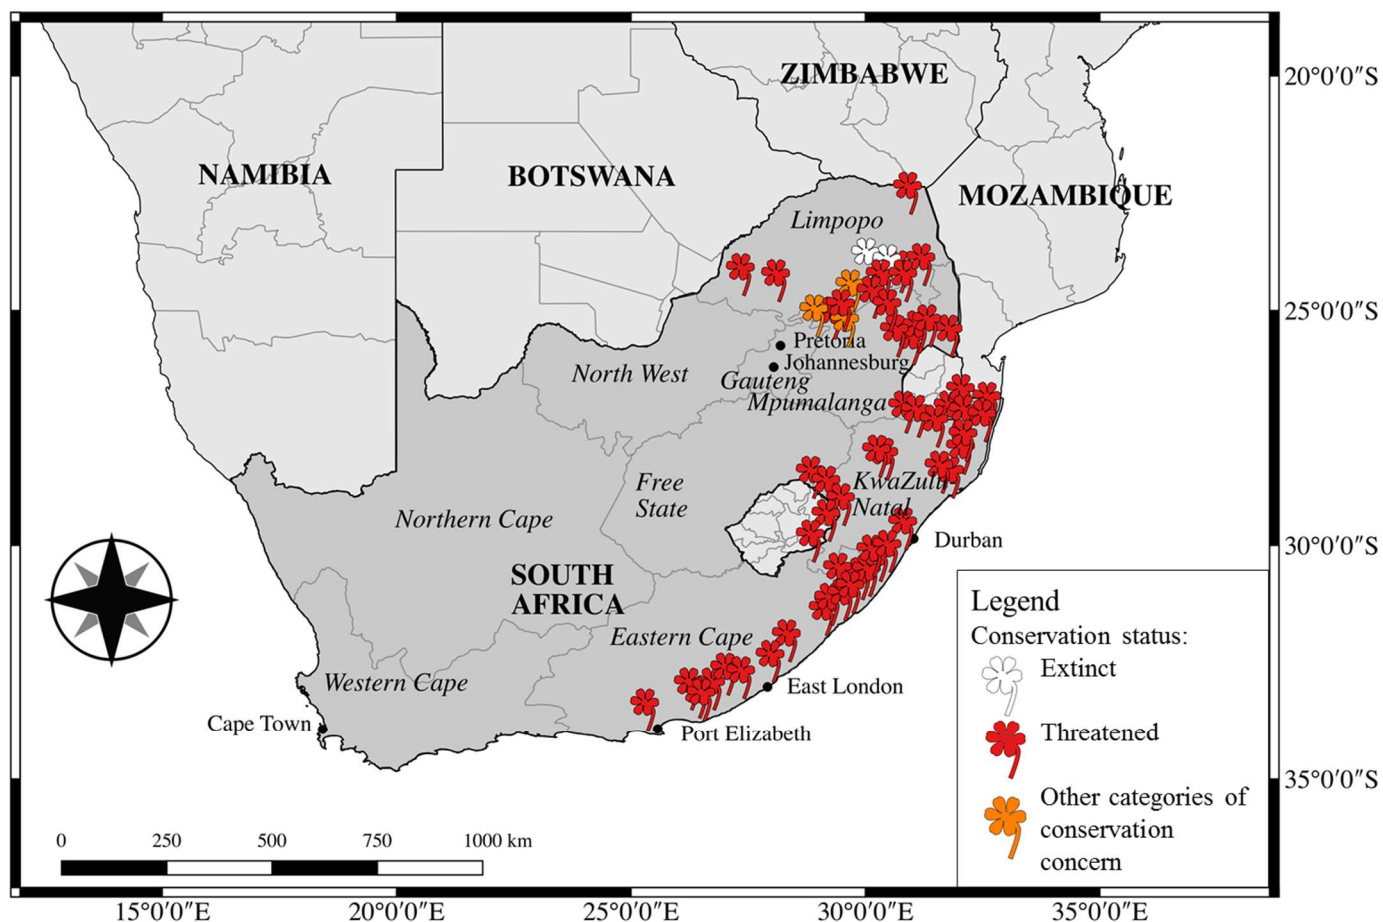 ZIMBABWE
20°0′0″S
NAMIBIA
BOTSWANA
MOZAMBIQUE
Limpopo
25°0′0″S
Pretoria
Johannesburg
North West
Gauteng
Mpumalanga
Free
State
KwaZulu
Natal
Northern Cape
Durban
30°0′0″S
SOUTH
AFRICA
Eastern Cape
Western Cape
East London
Cape Town
Port Elizabeth
Legend
Conservation status:
Extinct
Threatened
Other categories of
conservation
concern
35°0′0″S
0 250 500 750 1000 km
15°0′0″E 20°0′0″E 25°0′0″E 30°0′0″E 35°0′0″E